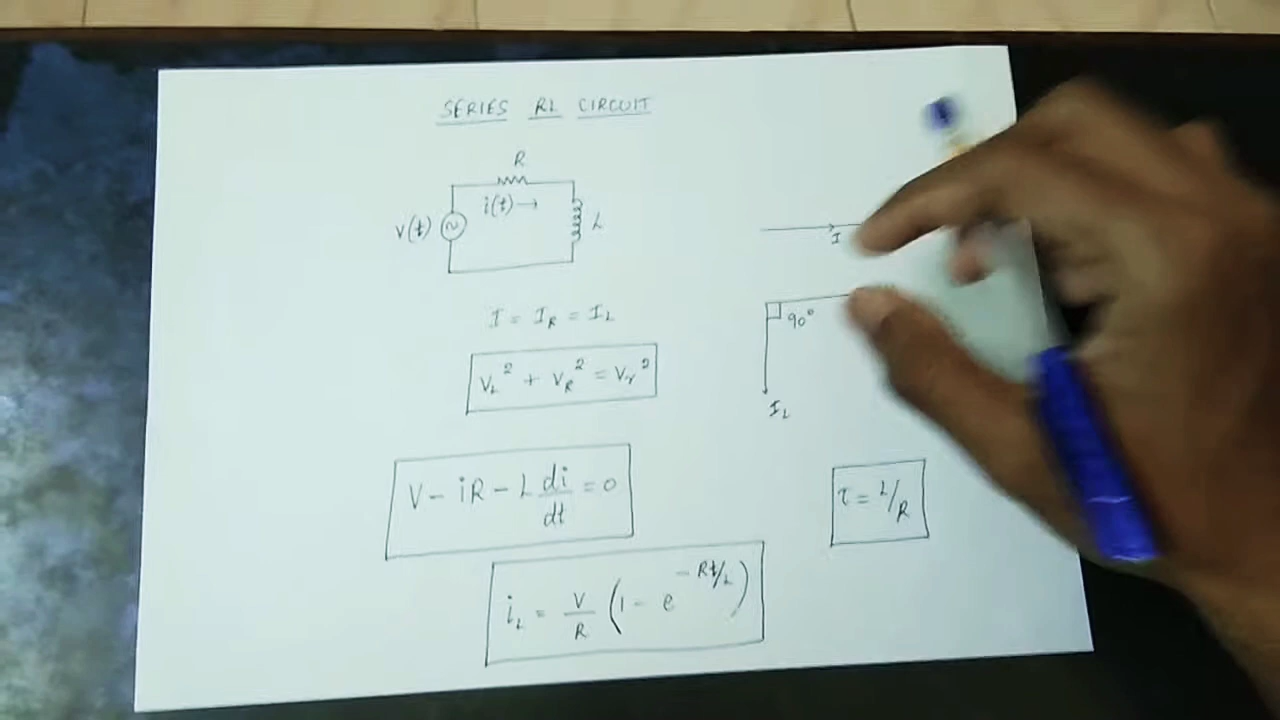 SERIES RL CIRCUIT
R
i(t) →
v(t)
L
I
I = I_R = I_L
90°
V_L² + V_R² = V_T²
I_L
V - iR - L di/dt = 0
τ = L/R
i_L = V/R (1 - e^(-Rt/L))